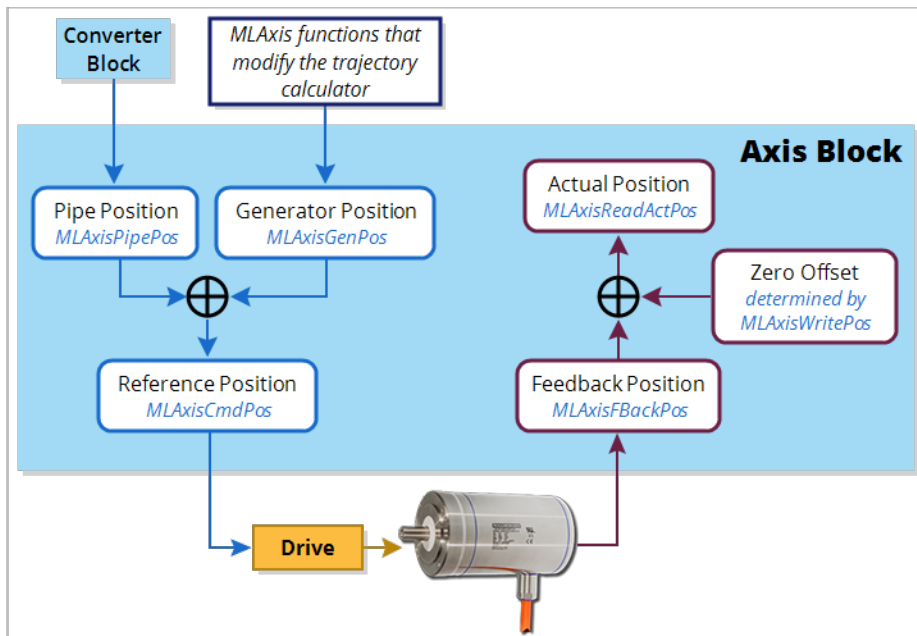 Converter
Block
MLAxis functions that
modify the trajectory
calculator
Axis Block
Pipe Position
MLAxisPipePos
Generator Position
MLAxisGenPos
Actual Position
MLAxisReadActPos
Zero Offset
determined by
MLAxisWritePos
Reference Position
MLAxisCmdPos
Feedback Position
MLAxisFBackPos
Drive